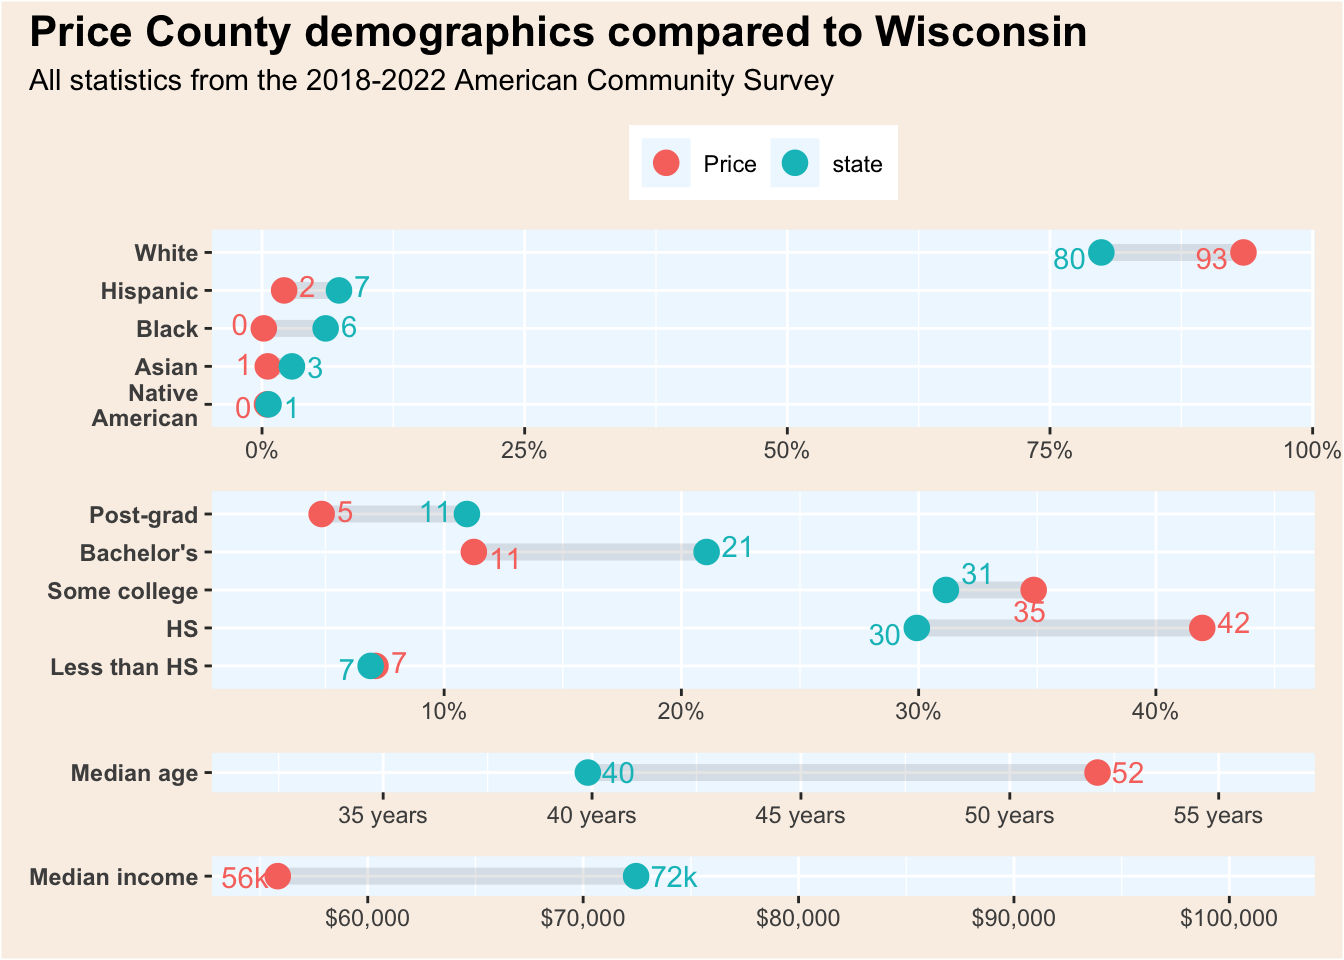 Price County demographics compared to Wisconsin
All statistics from the 2018-2022 American Community Survey
Price state
White 80 93
Hispanic 2 7
Black 0 6
Asian 1 3
Native
American 0 1
0% 25% 50% 75% 100%
Post-grad 5 11
Bachelor's 11 21
Some college 31 35
HS 30 42
Less than HS 7 7
10% 20% 30% 40%
Median age 40 52
35 years 40 years 45 years 50 years 55 years
Median income 56k 72k
$60,000 $70,000 $80,000 $90,000 $100,000